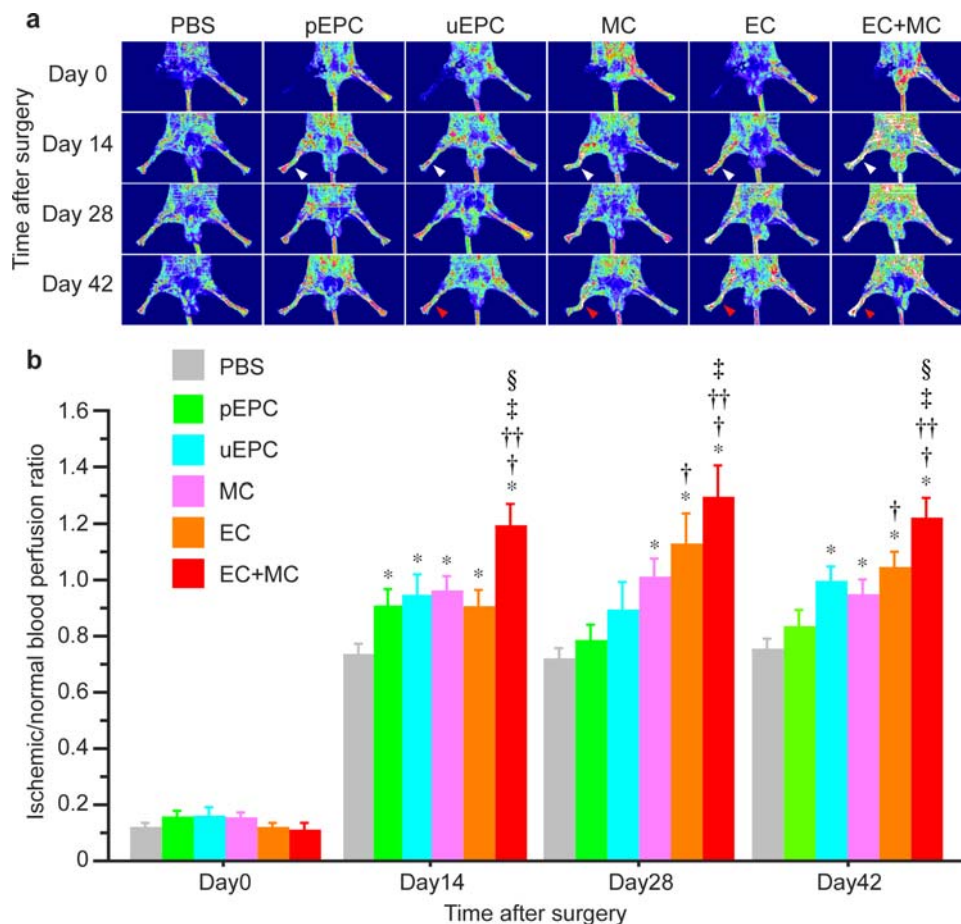 a
PBS pEPC uEPC MC EC EC+MC
Time after surgery
Day 0
Day 14
Day 28
Day 42
b
PBS
pEPC
uEPC
MC
EC
EC+MC
Ischemic/normal blood perfusion ratio
1.6
1.4
1.2
1.0
0.8
0.6
0.4
0.2
0
* * * * * † †† ‡ §
* * † * † †† ‡
* * * † * † †† ‡ §
Day0 Day14 Day28 Day42
Time after surgery